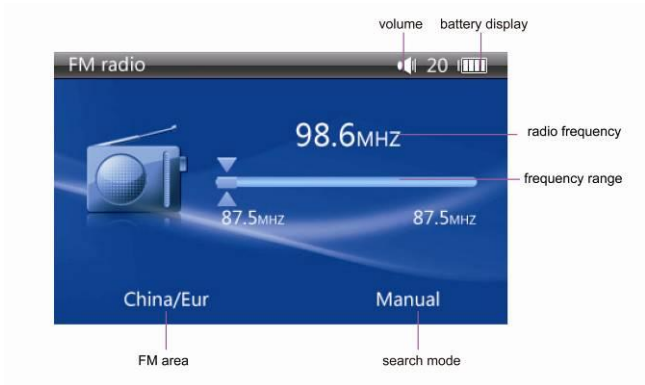 volume battery display
FM radio 20
98.6MHZ radio frequency
frequency range
87.5MHZ 87.5MHZ
China/Eur Manual
FM area search mode